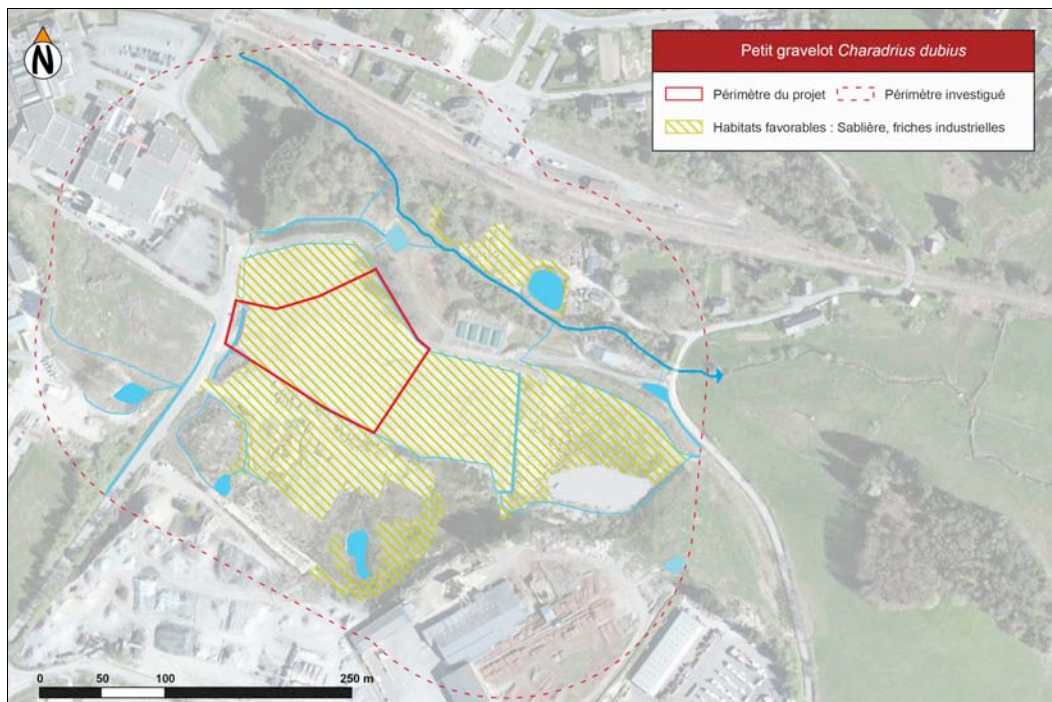 N
Petit gravelot Charadrius dubius
Périmètre du projet Périmètre investigué
Habitats favorables : Sablière, friches industrielles
0 50 100 250 m